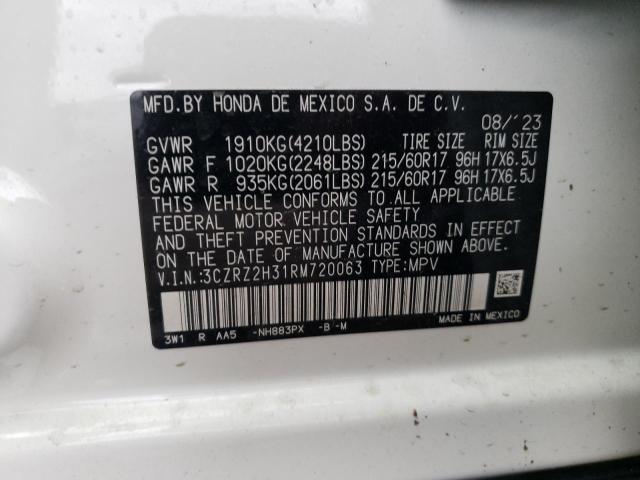 MFD.BY HONDA DE MEXICO S.A. DE C.V.
08/'23
TIRE SIZE RIM SIZE
GVWR 1910KG(4210LBS)
GAWR F 1020KG(2248LBS) 215/60R17 96H 17X6.5J
GAWR R 935KG(2061LBS) 215/60R17 96H 17X6.5J
THIS VEHICLE CONFORMS TO ALL APPLICABLE
FEDERAL MOTOR VEHICLE SAFETY
AND THEFT PREVENTION STANDARDS IN EFFECT
ON THE DATE OF MANUFACTURE SHOWN ABOVE.
V.I.N.:3CZRZ2H31RM720063 TYPE:MPV
3W1 R AA5 -NH883PX -B -M
MADE IN MEXICO